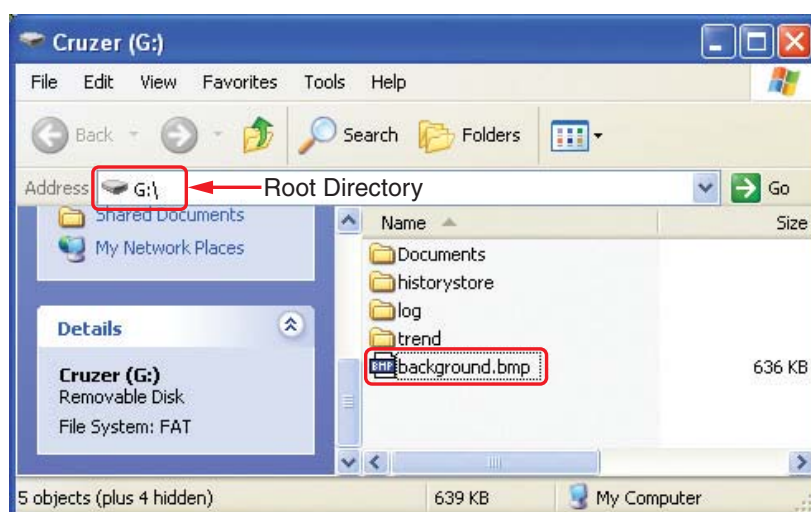 Cruzer (G:)
File Edit View Favorites Tools Help
Back Search Folders
Address G:\ Root Directory Go
Shared Documents
My Network Places
Details
Cruzer (G:)
Removable Disk
File System: FAT
Name Size
Documents
historystore
log
trend
BMP background.bmp 636 KB
5 objects (plus 4 hidden) 639 KB My Computer